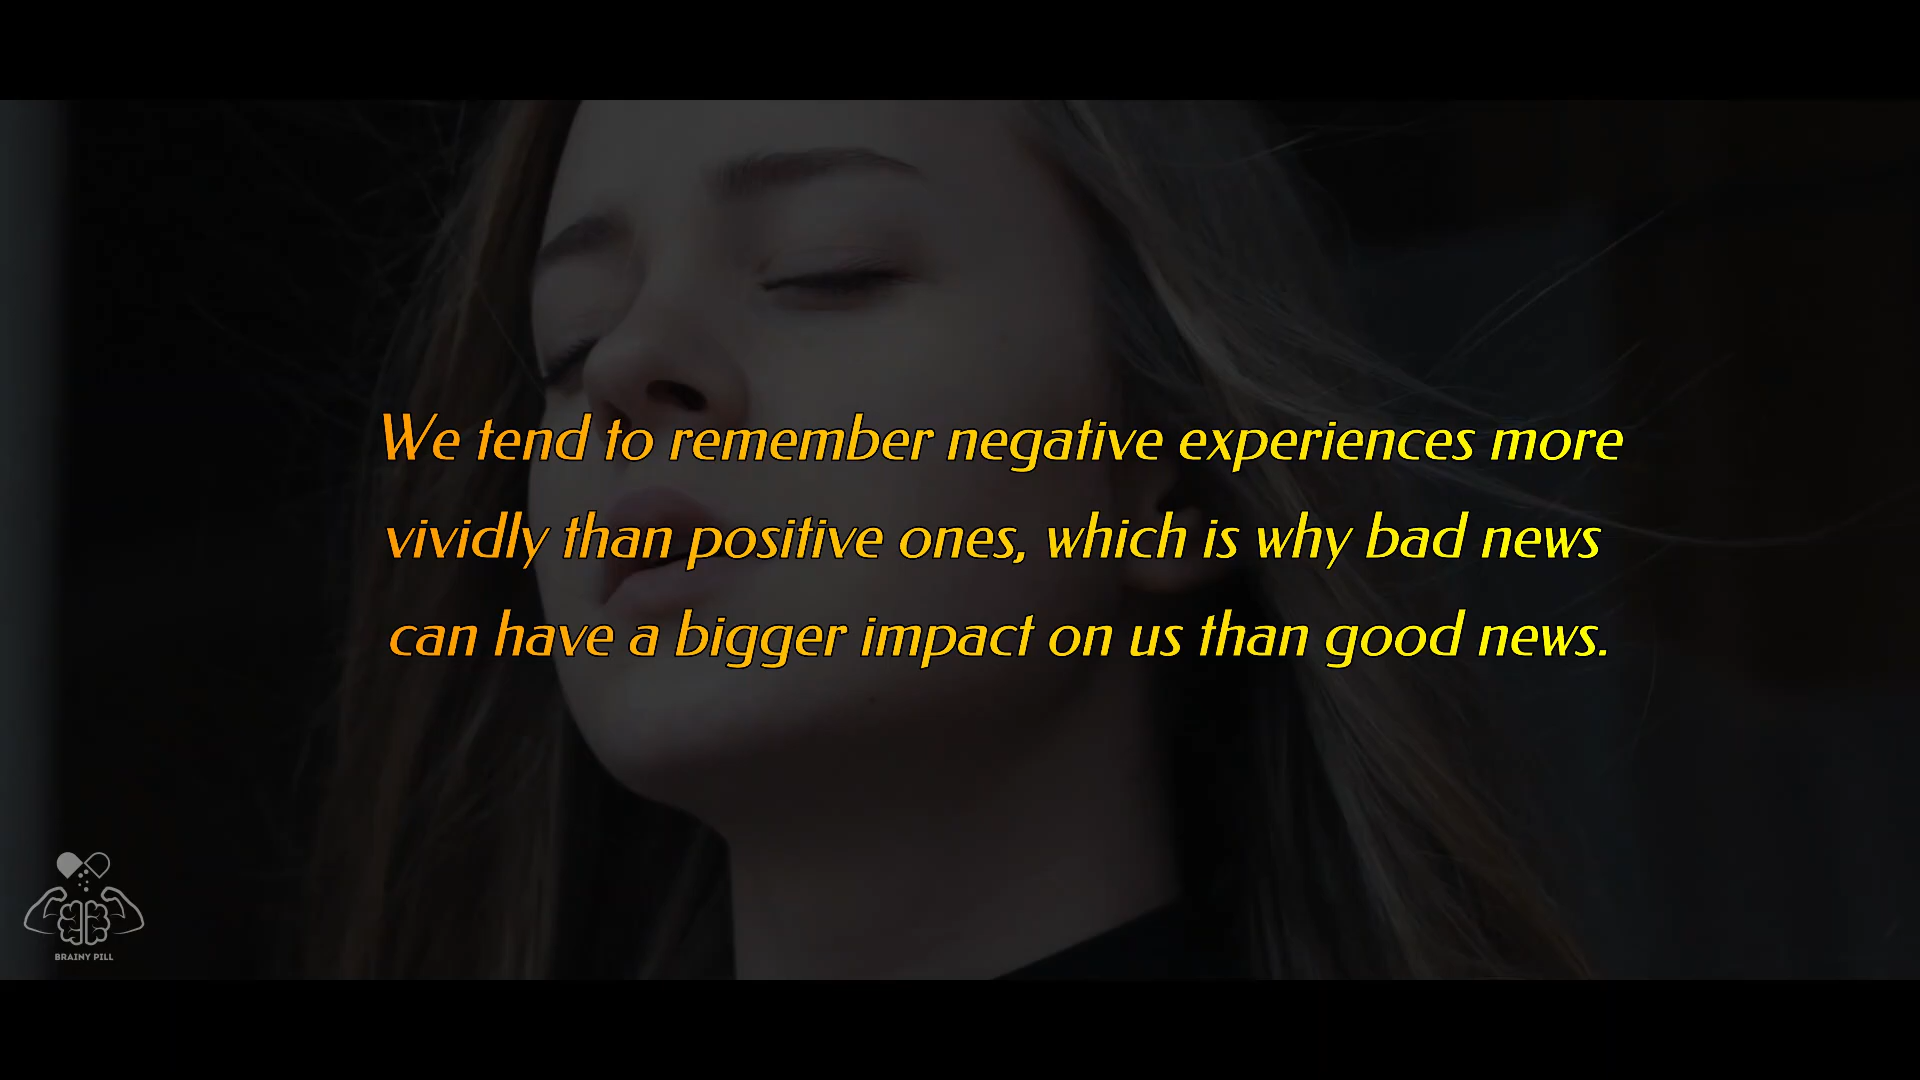 We tend to remember negative experiences more
vividly than positive ones, which is why bad news
can have a bigger impact on us than good news.
BRAINY PILL